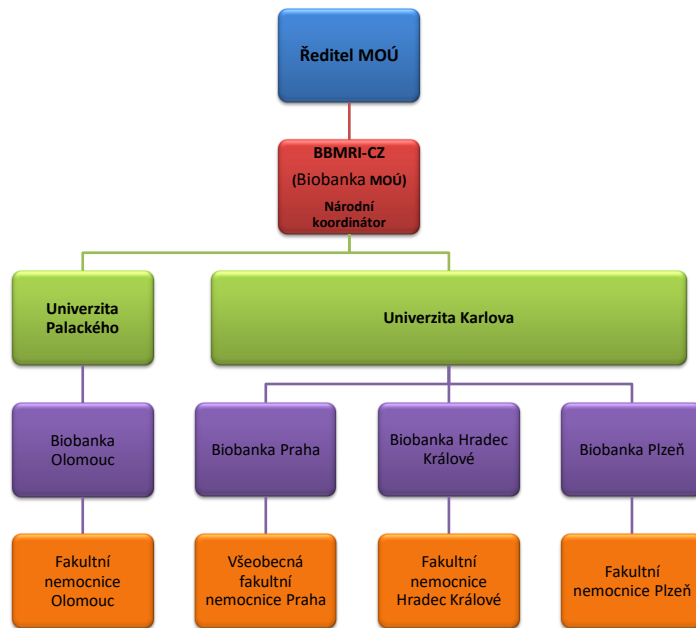 Ředitel MOÚ
BBMRI-CZ
(Biobanka MOÚ)
Národní
koordinátor
Univerzita
Palackého
Univerzita Karlova
Biobanka
Olomouc
Biobanka Praha
Biobanka Hradec
Králové
Biobanka Plzeň
Fakultní
nemocnice
Olomouc
Všeobecná
fakultní
nemocnice Praha
Fakultní
nemocnice
Hradec Králové
Fakultní
nemocnice Plzeň